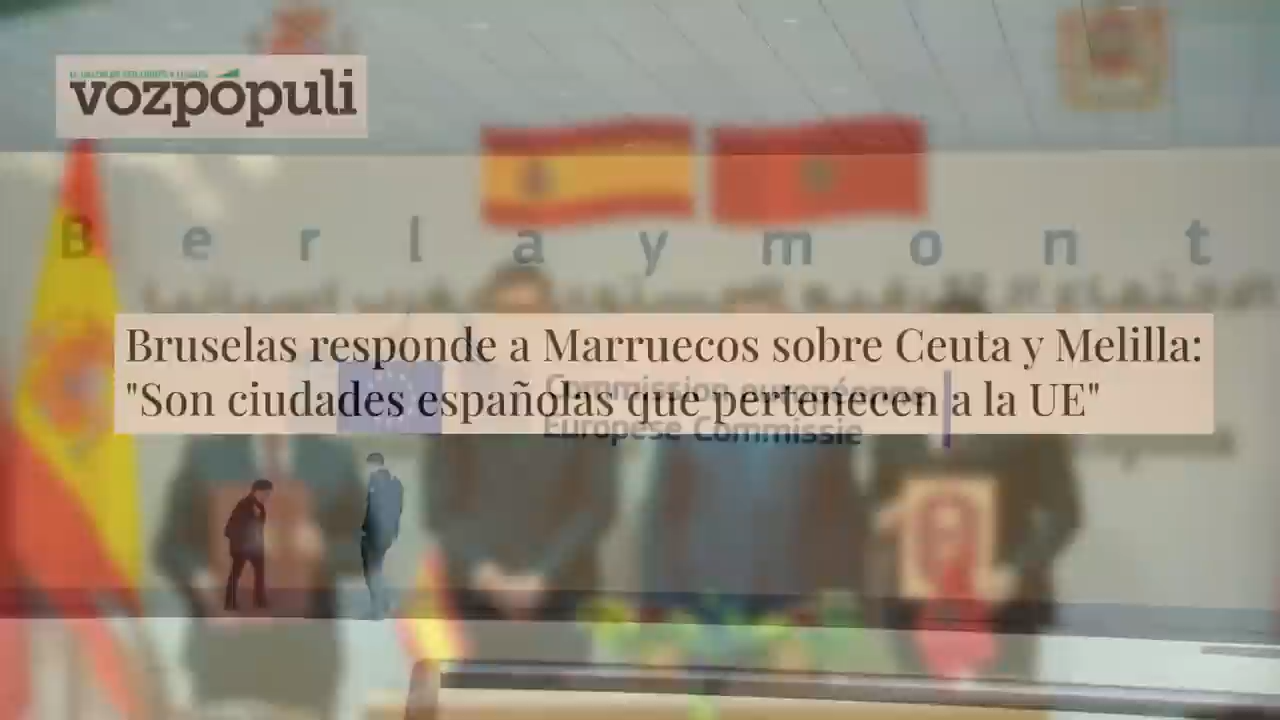 vozpópuli
Berlaymont
Bruselas responde a Marruecos sobre Ceuta y Melilla:
"Son ciudades españolas que pertenecen a la UE"
Commission européenne
Europese Commissie